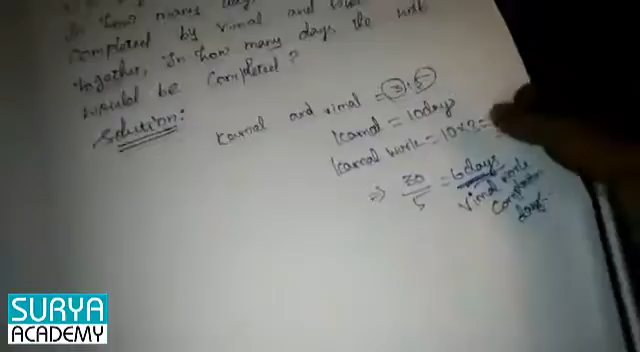 In how many days
completed by vimal and
together, In how many days the work
would be completed?
Solution:
Kamal and vimal = 3:5
Kamal = 10 days
Kamal work = 10×3=
⇒ 30/5 = 6 days
vimal work
completion
days.
SURYA
ACADEMY